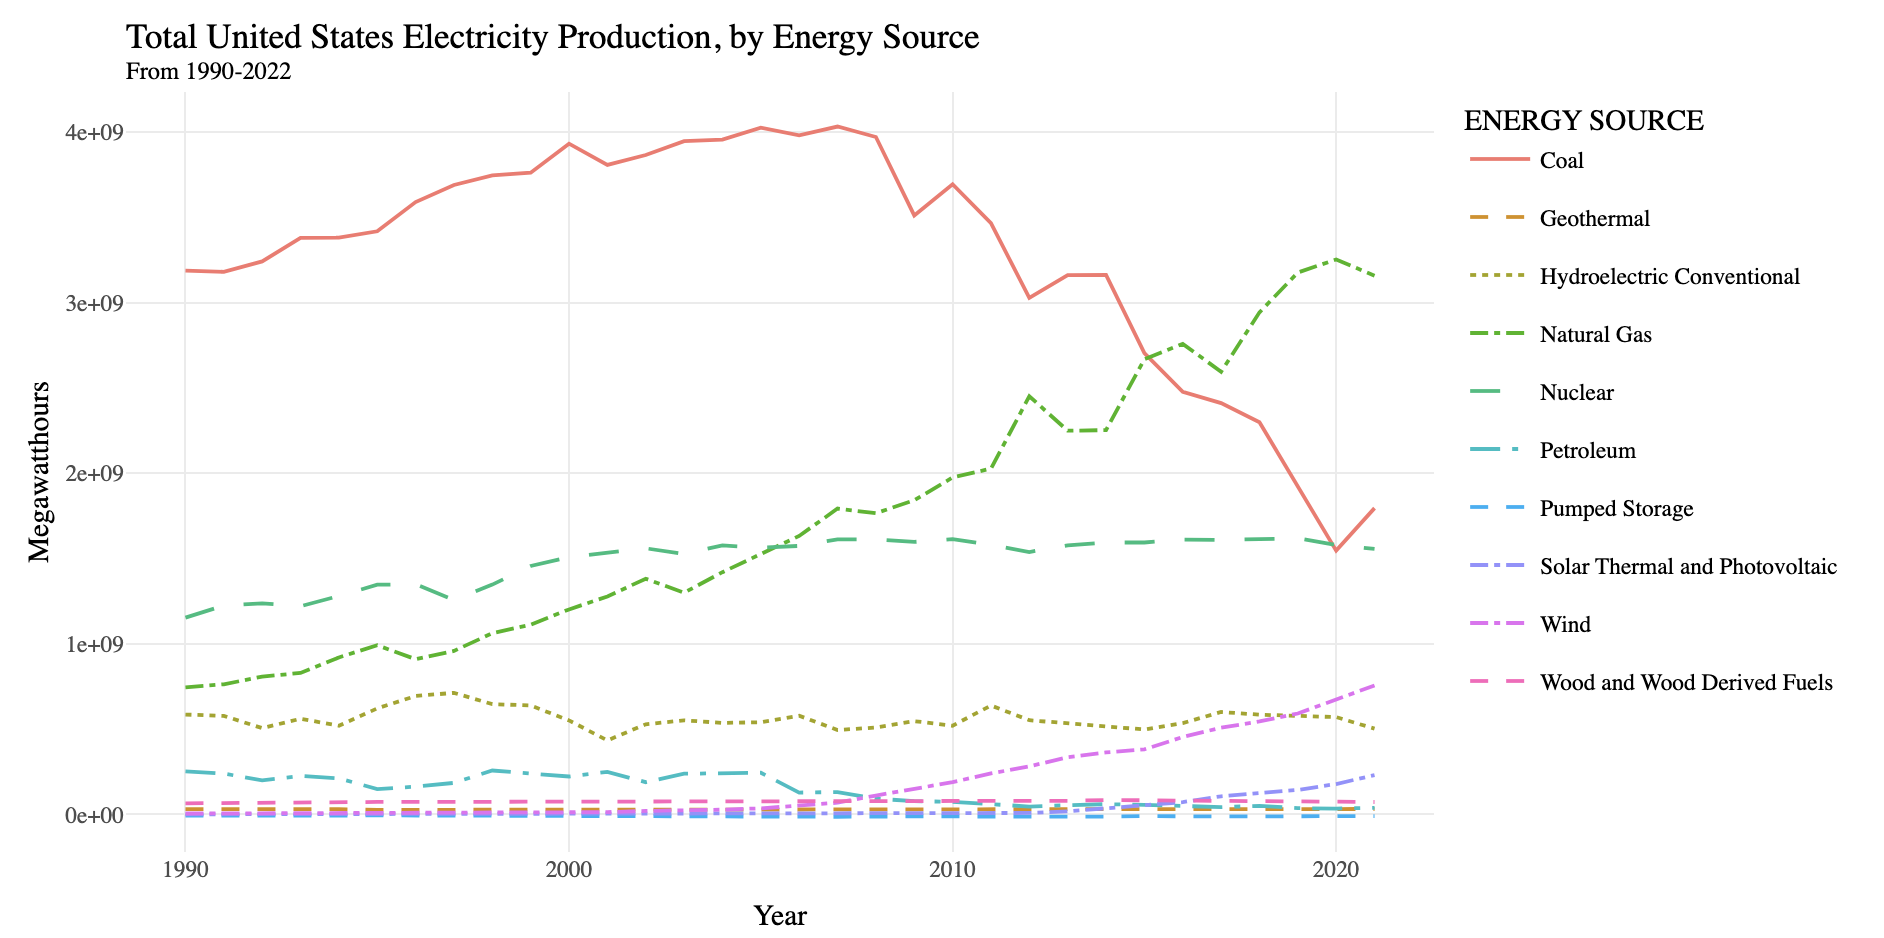 Total United States Electricity Production, by Energy Source
From 1990-2022
Megawatthours
4e+09
3e+09
2e+09
1e+09
0e+00
1990
2000
2010
2020
Year
ENERGY SOURCE
Coal
Geothermal
Hydroelectric Conventional
Natural Gas
Nuclear
Petroleum
Pumped Storage
Solar Thermal and Photovoltaic
Wind
Wood and Wood Derived Fuels